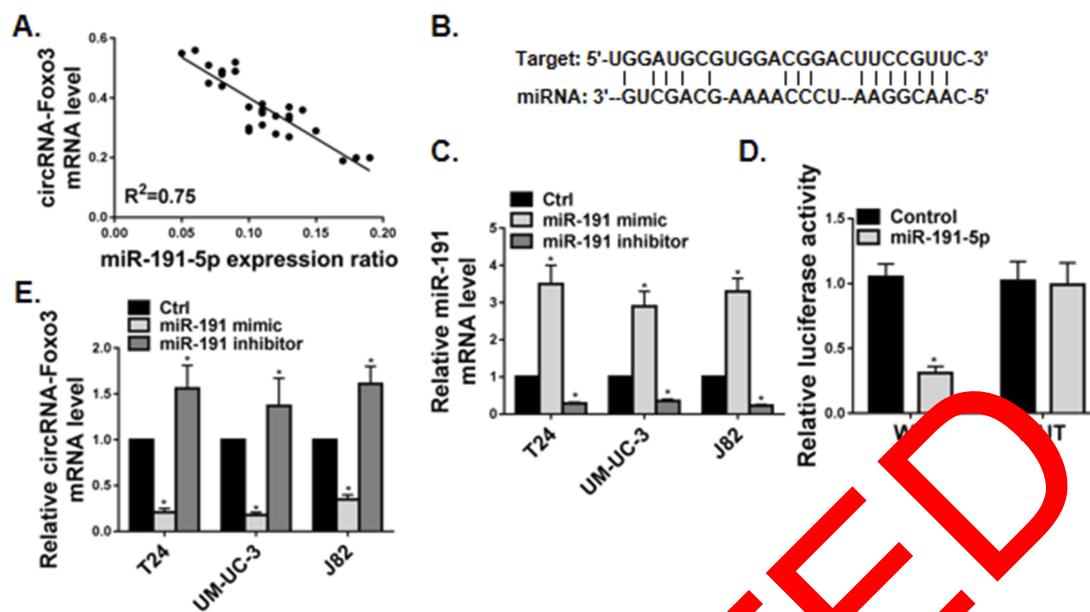 A.
circRNA-Foxo3
mRNA level
0.6
0.4
0.2
0.0
R²=0.75
0.00 0.05 0.10 0.15 0.20
miR-191-5p expression ratio
B.
Target: 5'-UGGAUGCGUGGACGGACUUCCGUUC-3'
miRNA: 3'--GUCGACG-AAAACCCU--AAGGCAAC-5'
C.
Ctrl
miR-191 mimic
miR-191 inhibitor
Relative miR-191
mRNA level
5
4
3
2
1
0
* * * * * *
T24 UM-UC-3 J82
D.
Control
miR-191-5p
Relative luciferase activity
1.5
1.0
0.5
0.0
*
E.
Ctrl
miR-191 mimic
miR-191 inhibitor
Relative circRNA-Foxo3
mRNA level
2.0
1.5
1.0
0.5
0.0
* * * * * *
T24 UM-UC-3 J82